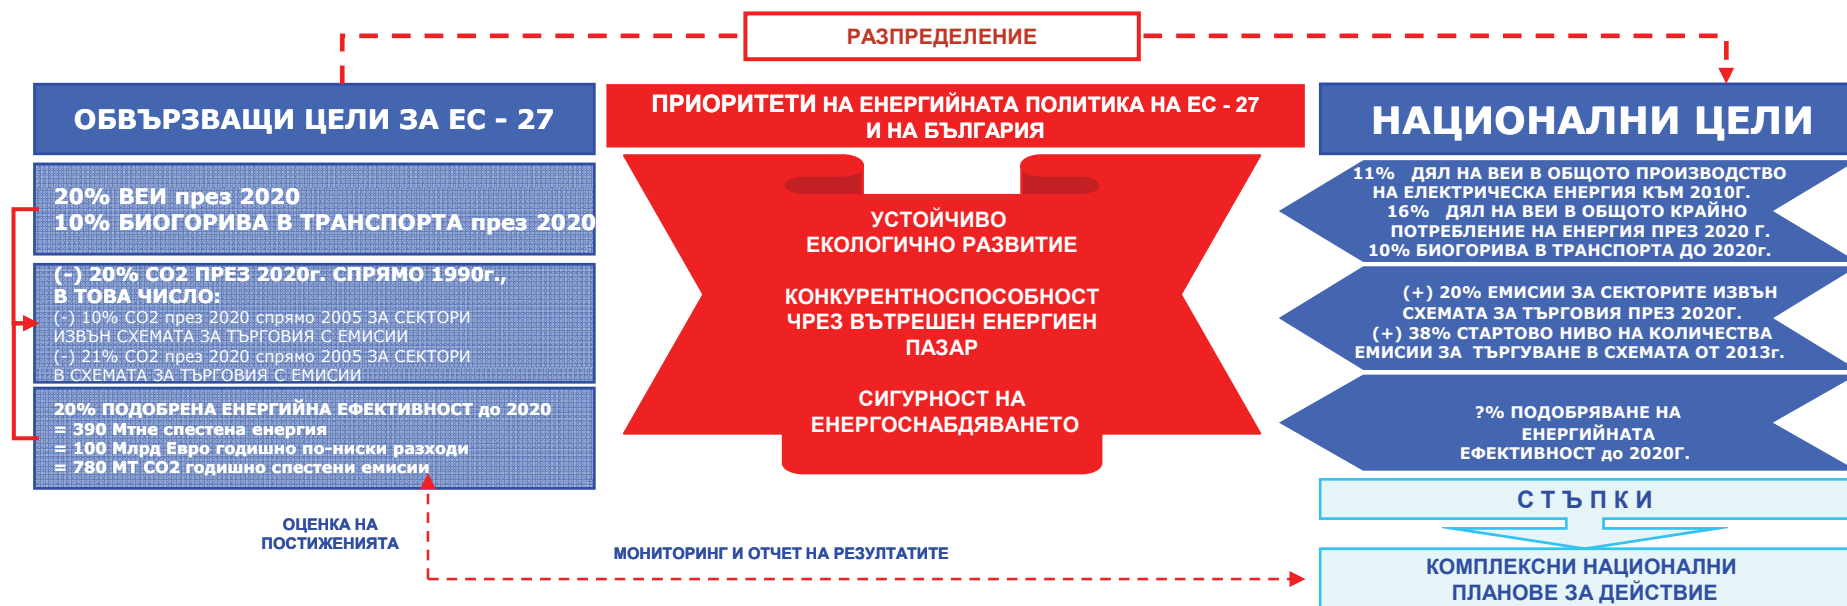 РАЗПРЕДЕЛЕНИЕ
ОБВЪРЗВАЩИ ЦЕЛИ ЗА ЕС - 27
20% ВЕИ през 2020
10% БИОГОРИВА В ТРАНСПОРТА през 2020
(-) 20% СО2 ПРЕЗ 2020г. СПРЯМО 1990г.,
В ТОВА ЧИСЛО:
(-) 10% СО2 през 2020 спрямо 2005 ЗА СЕКТОРИ
ИЗВЪН СХЕМАТА ЗА ТЪРГОВИЯ С ЕМИСИИ
(-) 21% СО2 през 2020 спрямо 2005 ЗА СЕКТОРИ
В СХЕМАТА ЗА ТЪРГОВИЯ С ЕМИСИИ
20% ПОДОБРЕНА ЕНЕРГИЙНА ЕФЕКТИВНОСТ до 2020
= 390 Мтне спестена енергия
= 100 Млрд Евро годишно по-ниски разходи
= 780 МТ СО2 годишно спестени емисии
ПРИОРИТЕТИ НА ЕНЕРГИЙНАТА ПОЛИТИКА НА ЕС - 27
И НА БЪЛГАРИЯ
УСТОЙЧИВО
ЕКОЛОГИЧНО РАЗВИТИЕ
КОНКУРЕНТНОСПОСОБНОСТ
ЧРЕЗ ВЪТРЕШЕН ЕНЕРГИЕН
ПАЗАР
СИГУРНОСТ НА
ЕНЕРГОСНАБДЯВАНЕТО
НАЦИОНАЛНИ ЦЕЛИ
11% ДЯЛ НА ВЕИ В ОБЩОТО ПРОИЗВОДСТВО
НА ЕЛЕКТРИЧЕСКА ЕНЕРГИЯ КЪМ 2010Г.
16% ДЯЛ НА ВЕИ В ОБЩОТО КРАЙНО
ПОТРЕБЛЕНИЕ НА ЕНЕРГИЯ ПРЕЗ 2020 Г.
10% БИОГОРИВА В ТРАНСПОРТА ДО 2020г.
(+) 20% ЕМИСИИ ЗА СЕКТОРИТЕ ИЗВЪН
СХЕМАТА ЗА ТЪРГОВИЯ ПРЕЗ 2020Г.
(+) 38% СТАРТОВО НИВО НА КОЛИЧЕСТВА
ЕМИСИИ ЗА ТЪРГУВАНЕ В СХЕМАТА ОТ 2013г.
?% ПОДОБРЯВАНЕ НА
ЕНЕРГИЙНАТА
ЕФЕКТИВНОСТ до 2020Г.
С Т Ъ П К И
КОМПЛЕКСНИ НАЦИОНАЛНИ
ПЛАНОВЕ ЗА ДЕЙСТВИЕ
ОЦЕНКА НА
ПОСТИЖЕНИЯТА
МОНИТОРИНГ И ОТЧЕТ НА РЕЗУЛТАТИТЕ